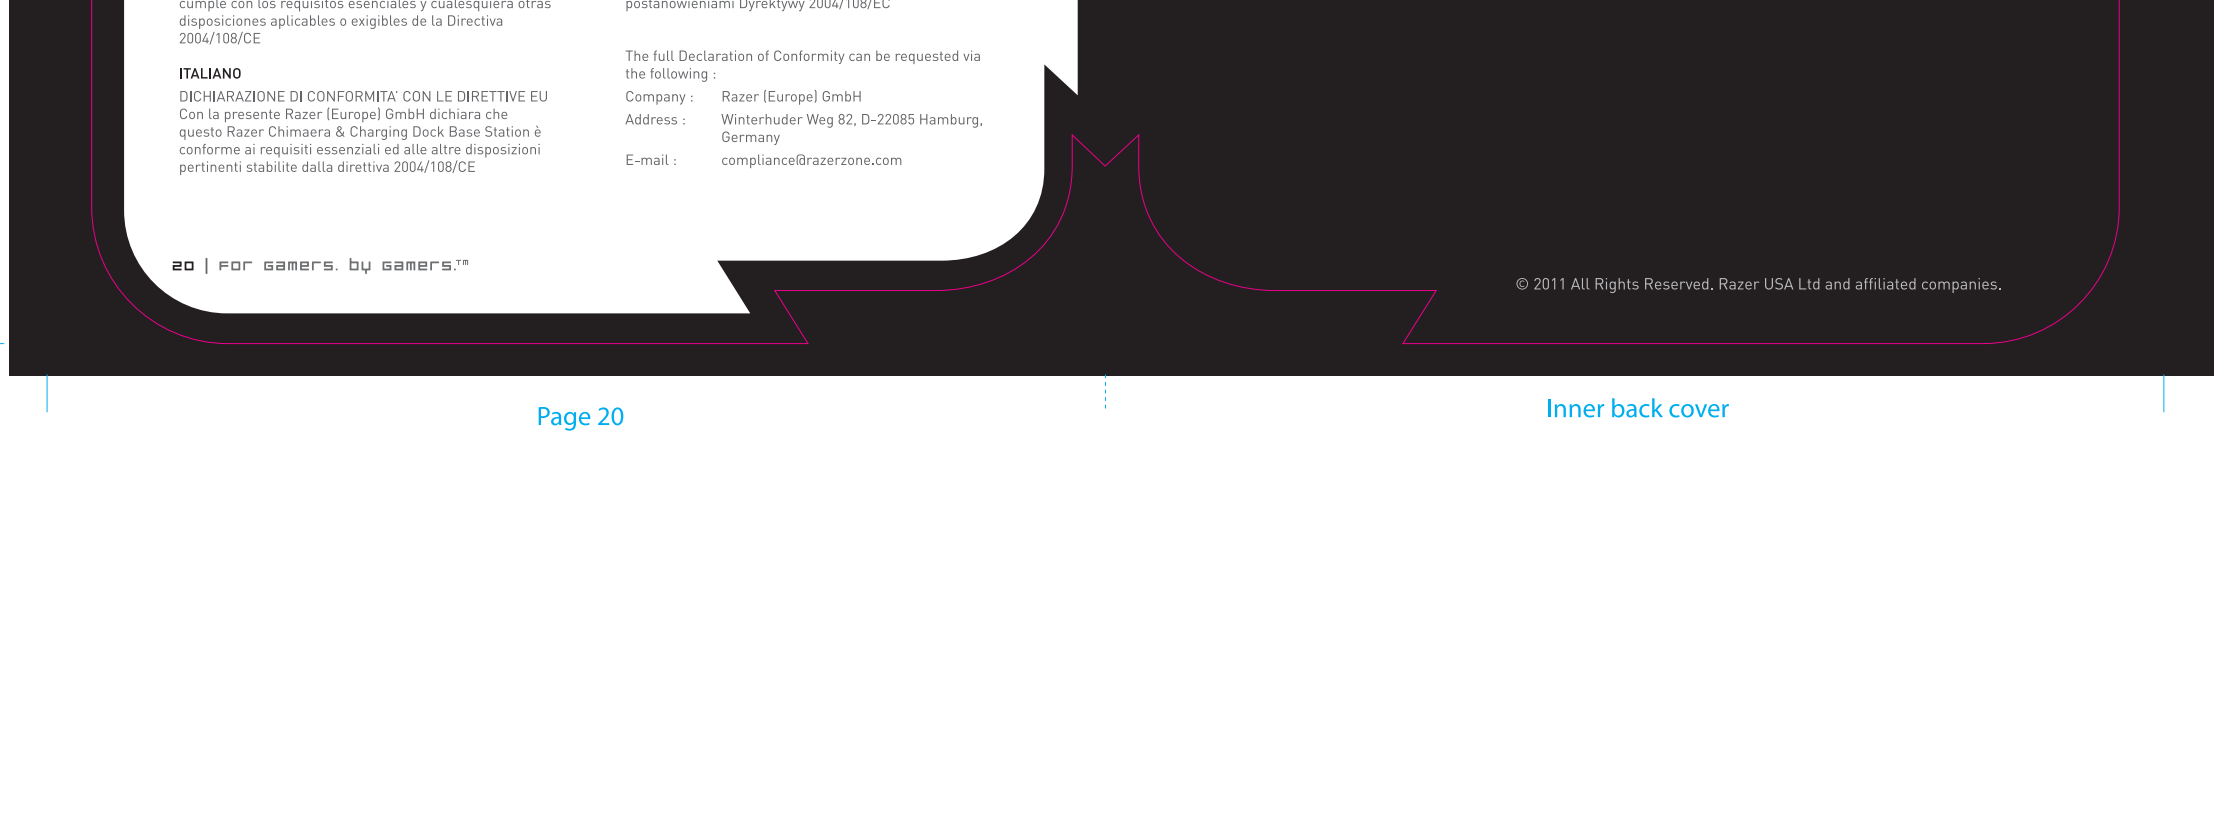 cumple con los requisitos esenciales y cualesquiera otras
disposiciones aplicables o exigibles de la Directiva
2004/108/CE
ITALIANO
DICHIARAZIONE DI CONFORMITA’ CON LE DIRETTIVE EU
Con la presente Razer (Europe) GmbH dichiara che
questo Razer Chimaera & Charging Dock Base Station è
conforme ai requisiti essenziali ed alle altre disposizioni
pertinenti stabilite dalla direttiva 2004/108/CE
postanowieniami Dyrektywy 2004/108/EC
The full Declaration of Conformity can be requested via
the following :
Company : Razer (Europe) GmbH
Address : Winterhuder Weg 82, D-22085 Hamburg,
Germany
E-mail : compliance@razerzone.com
20 | For Gamers. by Gamers.™
© 2011 All Rights Reserved. Razer USA Ltd and affiliated companies.
Page 20
Inner back cover